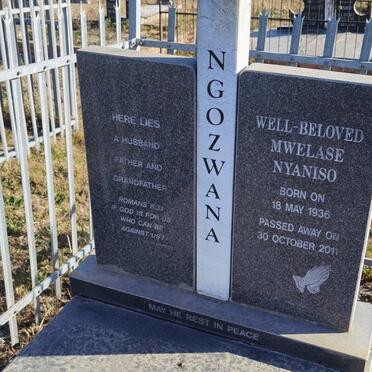 HERE LIES
A HUSBAND
FATHER AND
GRANDFATHER
ROMANS 8:31
IF GOD IS FOR US
WHO CAN BE
AGAINST US?
NGOZWANA
WELL-BELOVED
MWELASE
NYANISO
BORN ON
18 MAY 1936
PASSED AWAY ON
30 OCTOBER 2011
MAY HE REST IN PEACE